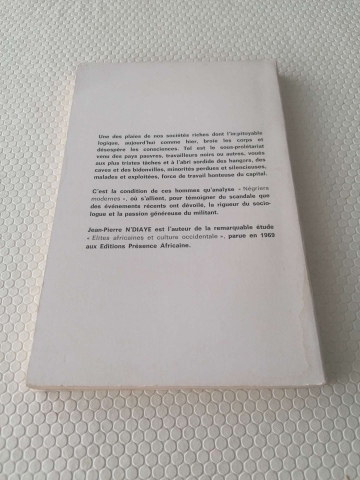 Une des plaies de nos sociétés riches dont l'impitoyable
logique, aujourd'hui comme hier, broie les corps et
désespère les consciences. Tel est le sous-prolétariat
venu des pays pauvres, travailleurs noirs ou autres, voués
aux plus tristes tâches et à l'abri sordide des hangars, des
caves et des bidonvilles, minorités perdues et silencieuses,
malades et exploitées, force de travail honteuse du capital.
C'est la condition de ces hommes qu'analyse « Négriers
modernes », où s'allient, pour témoigner du scandale que
des événements récents ont dévoilé, la rigueur du socio-
logue et la passion généreuse du militant.
Jean-Pierre N'DIAYE est l'auteur de la remarquable étude
« Elites africaines et culture occidentale », parue en 1969
aux Editions Présence Africaine.